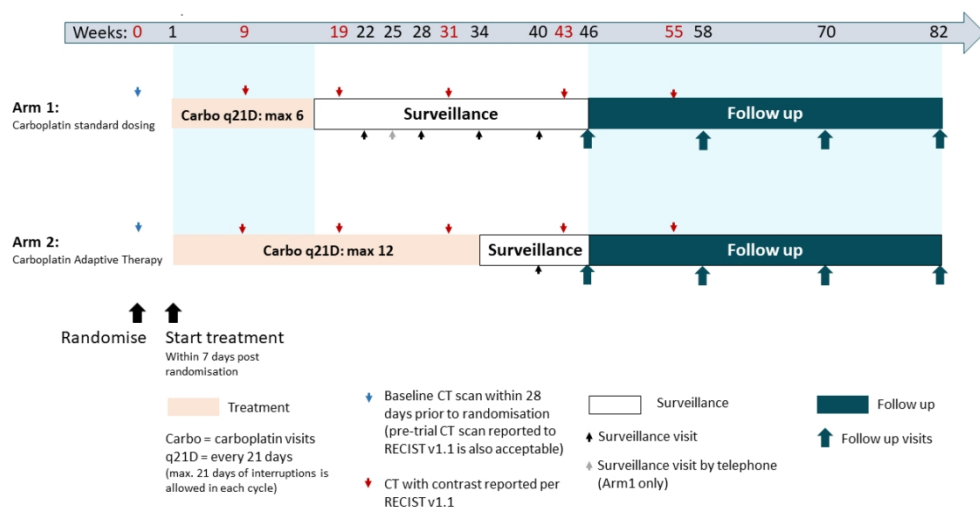 Weeks: 0 1 9 19 22 25 28 31 34 40 43 46 55 58 70 82
Arm 1:
Carboplatin standard dosing
Carbo q21D: max 6
Surveillance
Follow up
Arm 2:
Carboplatin Adaptive Therapy
Carbo q21D: max 12
Surveillance
Follow up
Randomise
Start treatment
Within 7 days post
randomisation
Treatment
Carbo = carboplatin visits
q21D = every 21 days
(max. 21 days of interruptions is
allowed in each cycle)
Baseline CT scan within 28
days prior to randomisation
(pre-trial CT scan reported to
RECIST v1.1 is also acceptable)
CT with contrast reported per
RECIST v1.1
Surveillance
Surveillance visit
Surveillance visit by telephone
(Arm1 only)
Follow up
Follow up visits